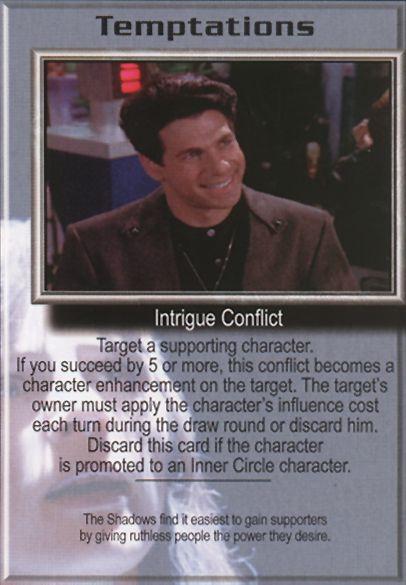 Temptations
Intrigue Conflict
Target a supporting character.
If you succeed by 5 or more, this conflict becomes a
character enhancement on the target. The target's
owner must apply the character's influence cost
each turn during the draw round or discard him.
Discard this card if the character
is promoted to an Inner Circle character.
The Shadows find it easiest to gain supporters
by giving ruthless people the power they desire.